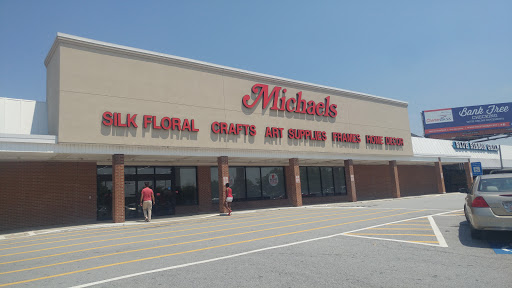 Michaels
SILK FLORAL CRAFTS ART SUPPLIES FRAMES HOME DECOR
Bank Free